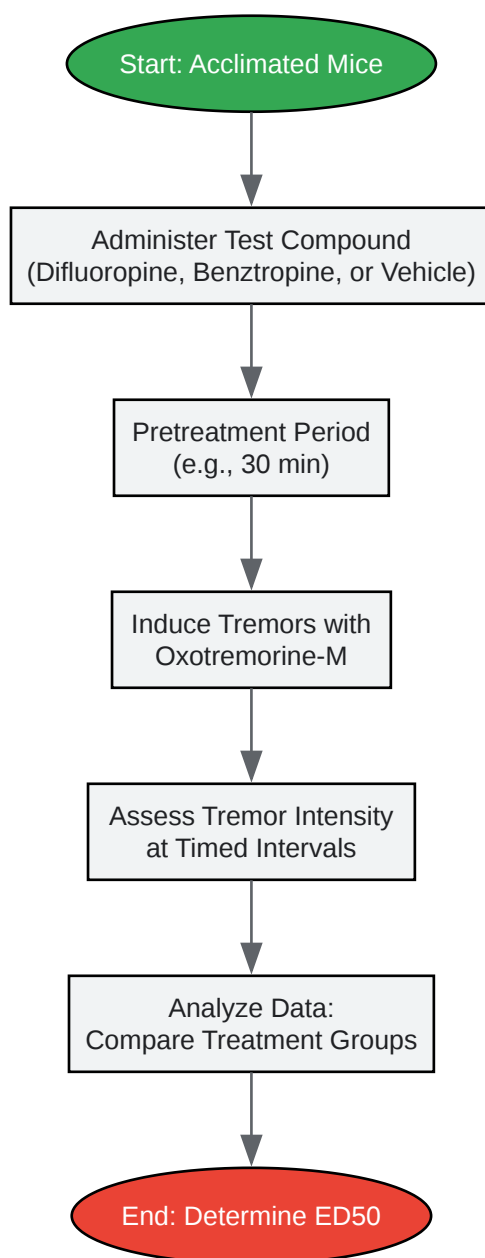 Start: Acclimated Mice
Administer Test Compound
(Difluoropine, Benztropine, or Vehicle)
Pretreatment Period
(e.g., 30 min)
Induce Tremors with
Oxotremorine-M
Assess Tremor Intensity
at Timed Intervals
Analyze Data:
Compare Treatment Groups
End: Determine ED50